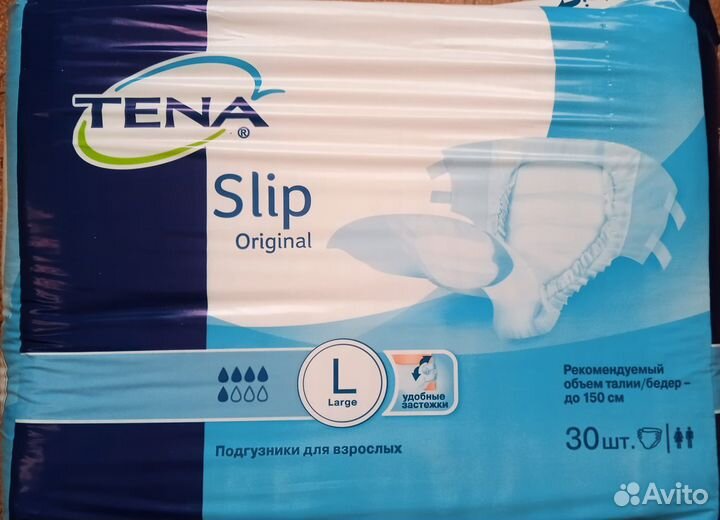 TENA®
Slip
Original
L
Large
удобные
застежки
Рекомендуемый
объем талии/бедер –
до 150 см
Подгузники для взрослых
30 шт.
Avito